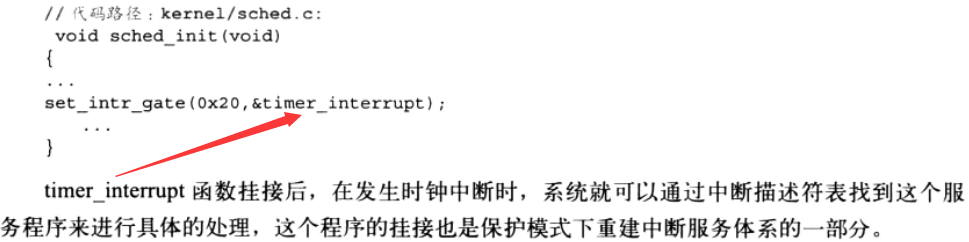 // 代码路径：kernel/sched.c:
void sched_init(void)
{
...
set_intr_gate(0x20,&timer_interrupt);
...
}
timer_interrupt 函数挂接后，在发生时钟中断时，系统就可以通过中断描述符表找到这个服
务程序来进行具体的处理，这个程序的挂接也是保护模式下重建中断服务体系的一部分。